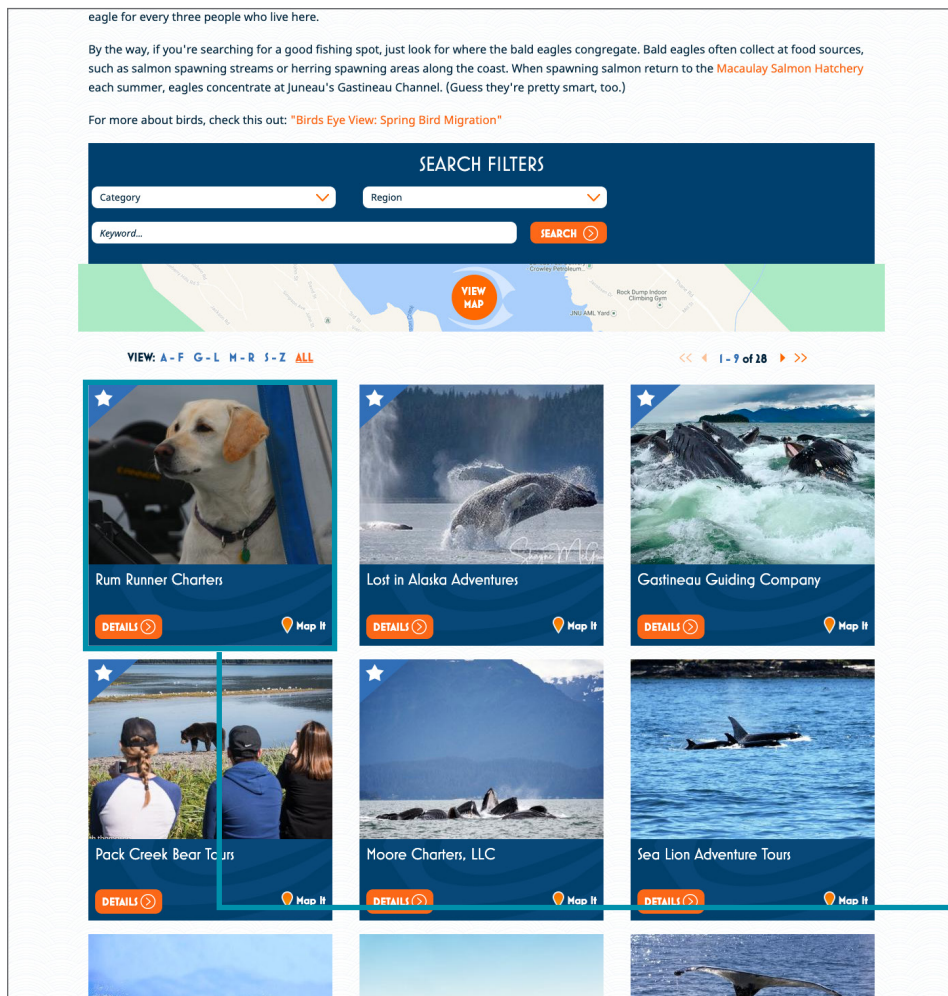 eagle for every three people who live here.
By the way, if you're searching for a good fishing spot, just look for where the bald eagles congregate. Bald eagles often collect at food sources,
such as salmon spawning streams or herring spawning areas along the coast. When spawning salmon return to the Macaulay Salmon Hatchery
each summer, eagles concentrate at Juneau's Gastineau Channel. (Guess they're pretty smart, too.)
For more about birds, check this out: "Birds Eye View: Spring Bird Migration"
SEARCH FILTERS
Category
Region
Keyword...
SEARCH
Crowley Petroleum...
VIEW
MAP
Rock Dump Indoor
Climbing Gym
JNU AML Yard
VIEW: A-F G-L M-R S-Z ALL
<< 1-9 of 28 >>
Rum Runner Charters
DETAILS
Map It
Lost in Alaska Adventures
DETAILS
Map It
Gastineau Guiding Company
DETAILS
Map It
Pack Creek Bear Tours
DETAILS
Map It
Moore Charters, LLC
DETAILS
Map It
Sea Lion Adventure Tours
DETAILS
Map It